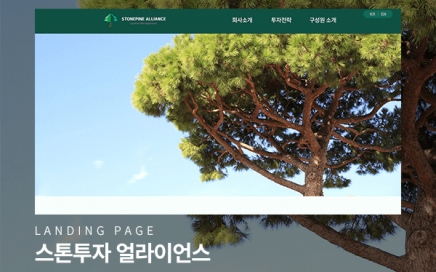 STONEPINE ALLIANCE
회사소개
투자전략
구성원 소개
KR
EN
LANDING PAGE
스톤투자 얼라이언스